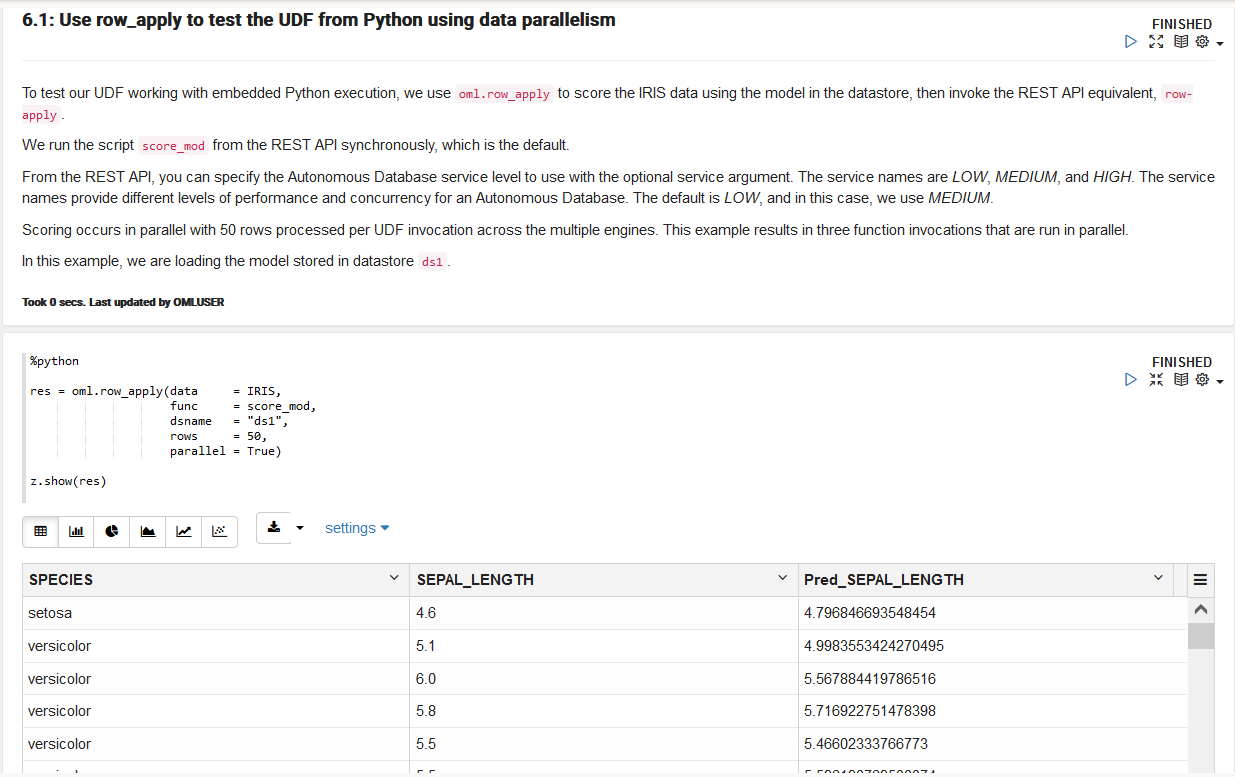 6.1: Use row_apply to test the UDF from Python using data parallelism
FINISHED
To test our UDF working with embedded Python execution, we use oml.row_apply to score the IRIS data using the model in the datastore, then invoke the REST API equivalent, row-
apply .
We run the script score_mod from the REST API synchronously, which is the default.
From the REST API, you can specify the Autonomous Database service level to use with the optional service argument. The service names are LOW, MEDIUM, and HIGH. The service
names provide different levels of performance and concurrency for an Autonomous Database. The default is LOW, and in this case, we use MEDIUM.
Scoring occurs in parallel with 50 rows processed per UDF invocation across the multiple engines. This example results in three function invocations that are run in parallel.
In this example, we are loading the model stored in datastore ds1 .
Took 0 secs. Last updated by OMLUSER
%python
FINISHED
res = oml.row_apply(data = IRIS,
func = score_mod,
dsname = "ds1",
rows = 50,
parallel = True)
z.show(res)
settings
SPECIES SEPAL_LENGTH Pred_SEPAL_LENGTH
setosa 4.6 4.796846693548454
versicolor 5.1 4.9983553424270495
versicolor 6.0 5.567884419786516
versicolor 5.8 5.716922751478398
versicolor 5.5 5.46602333766773